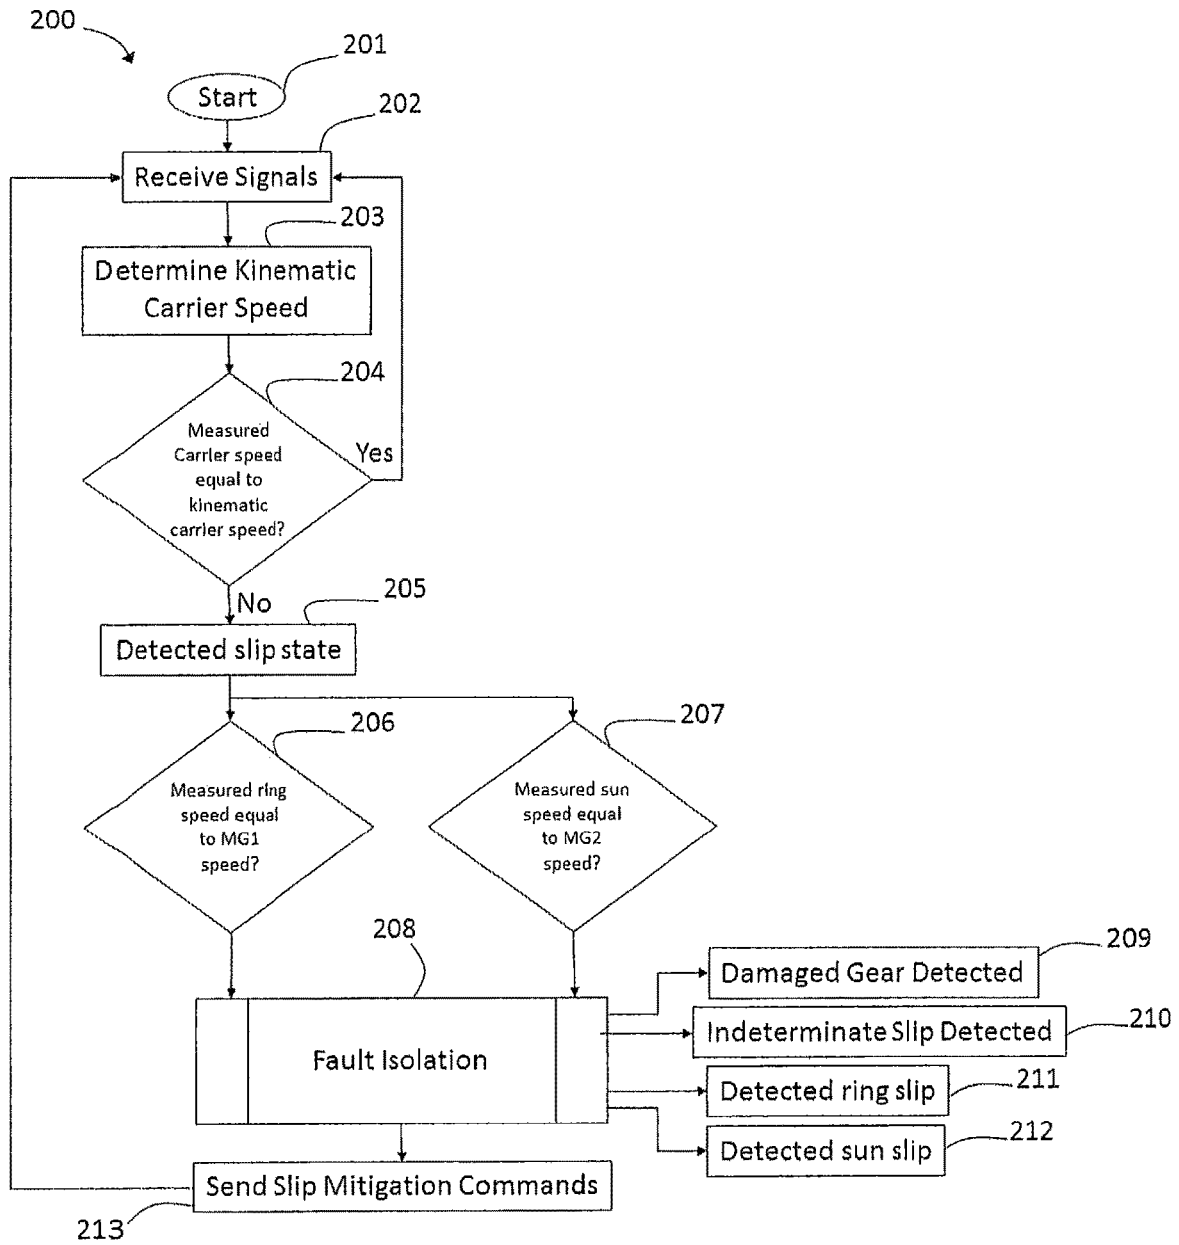 200
201
Start
202
Receive Signals
203
Determine Kinematic
Carrier Speed
204
Measured
Carrier speed
equal to
kinematic
carrier speed?
Yes
No
205
Detected slip state
206
207
Measured ring
speed equal
to MG1
speed?
Measured sun
speed equal
to MG2
speed?
208
Fault Isolation
209
Damaged Gear Detected
210
Indeterminate Slip Detected
211
Detected ring slip
212
Detected sun slip
Send Slip Mitigation Commands
213